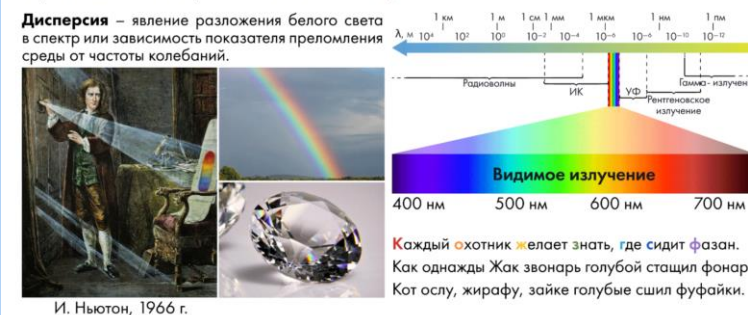 Дисперсия – явление разложения белого света
в спектр или зависимость показателя преломления
среды от частоты колебаний.
И. Ньютон, 1966 г.
1 км 1 м 1 см 1 мм 1 мкм 1 нм 1 пм
λ, м 10⁴ 10² 10⁰ 10⁻² 10⁻⁴ 10⁻⁶ 10⁻⁶ 10⁻¹⁰ 10⁻¹²
Радиоволны ИК УФ Гамма- излучен
Рентгеновское
излучение
Видимое излучение
400 нм 500 нм 600 нм 700 нм
Каждый охотник желает знать, где сидит фазан.
Как однажды Жак звонарь голубой стащил фонар
Кот ослу, жирафу, зайке голубые сшил фуфайки.